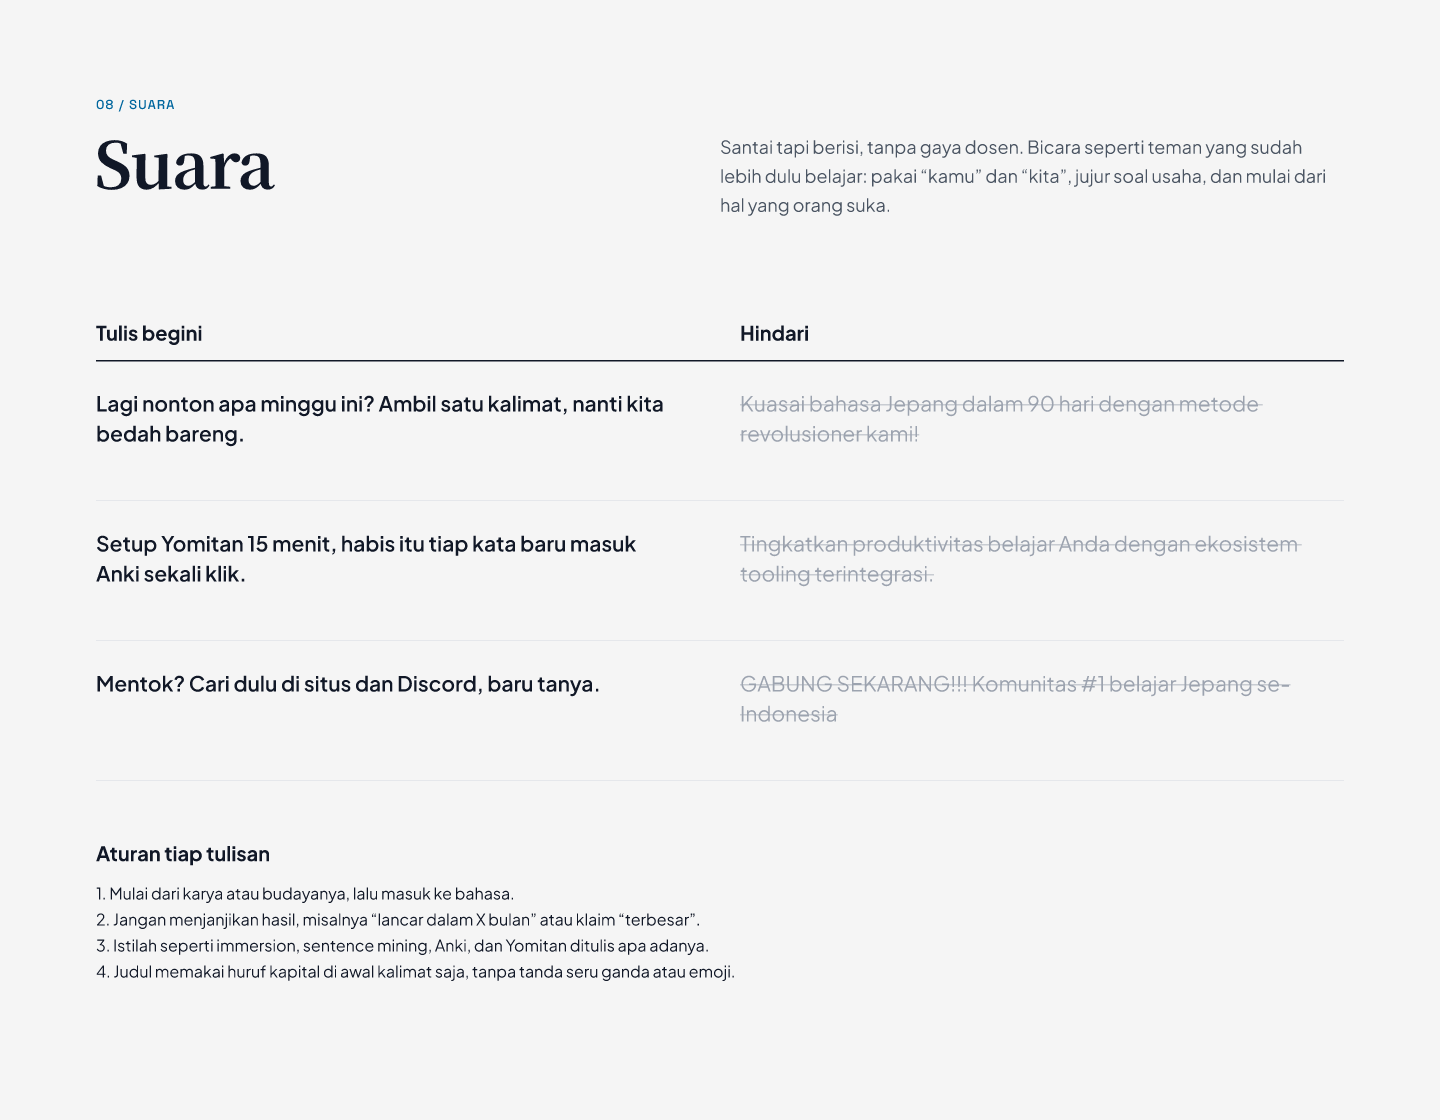 08 / SUARA
Suara
Santai tapi berisi, tanpa gaya dosen. Bicara seperti teman yang sudah
lebih dulu belajar: pakai “kamu” dan “kita”, jujur soal usaha, dan mulai dari
hal yang orang suka.
Tulis begini
Hindari
Lagi nonton apa minggu ini? Ambil satu kalimat, nanti kita
bedah bareng.
Kuasai bahasa Jepang dalam 90 hari dengan metode
revolusioner kami!
Setup Yomitan 15 menit, habis itu tiap kata baru masuk
Anki sekali klik.
Tingkatkan produktivitas belajar Anda dengan ekosistem
tooling terintegrasi.
Mentok? Cari dulu di situs dan Discord, baru tanya.
GABUNG SEKARANG!!! Komunitas #1 belajar Jepang se-
Indonesia
Aturan tiap tulisan
1. Mulai dari karya atau budayanya, lalu masuk ke bahasa.
2. Jangan menjanjikan hasil, misalnya “lancar dalam X bulan” atau klaim “terbesar”.
3. Istilah seperti immersion, sentence mining, Anki, dan Yomitan ditulis apa adanya.
4. Judul memakai huruf kapital di awal kalimat saja, tanpa tanda seru ganda atau emoji.